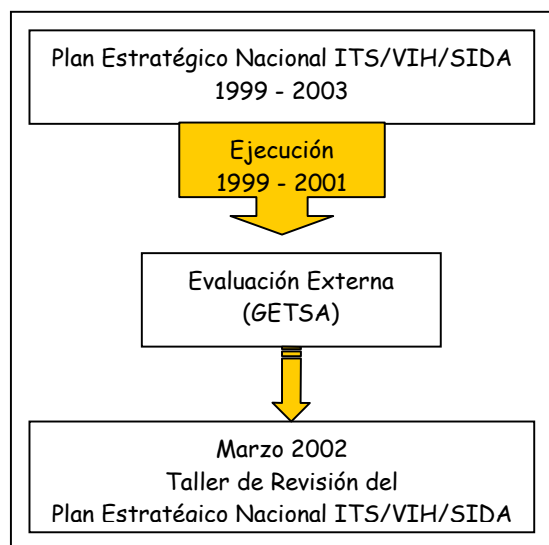 Plan Estratégico Nacional ITS/VIH/SIDA
1999 - 2003
Ejecución
1999 - 2001
Evaluación Externa
(GETSA)
Marzo 2002
Taller de Revisión del
Plan Estratégico Nacional ITS/VIH/SIDA